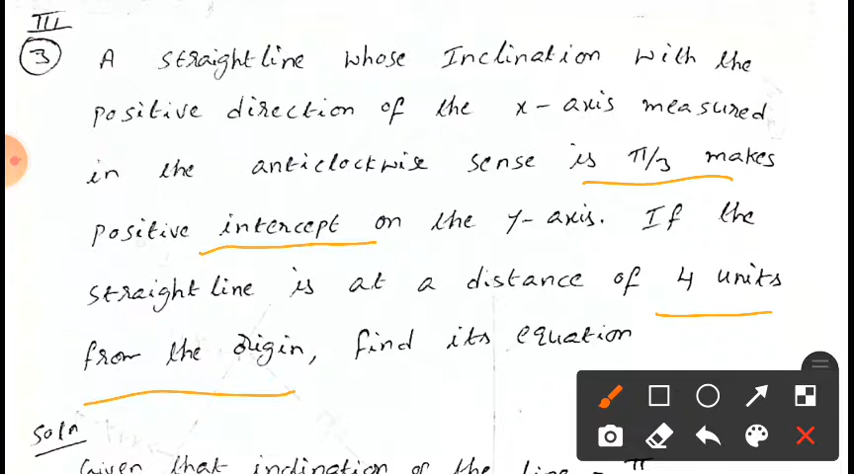 III
3 A straight line whose Inclination with the
positive direction of the x-axis measured
in the anticlockwise sense is π/3 makes
positive intercept on the y-axis. If the
straight line is at a distance of 4 units
from the origin, find its equation
Soln
Given that inclination of the line = π